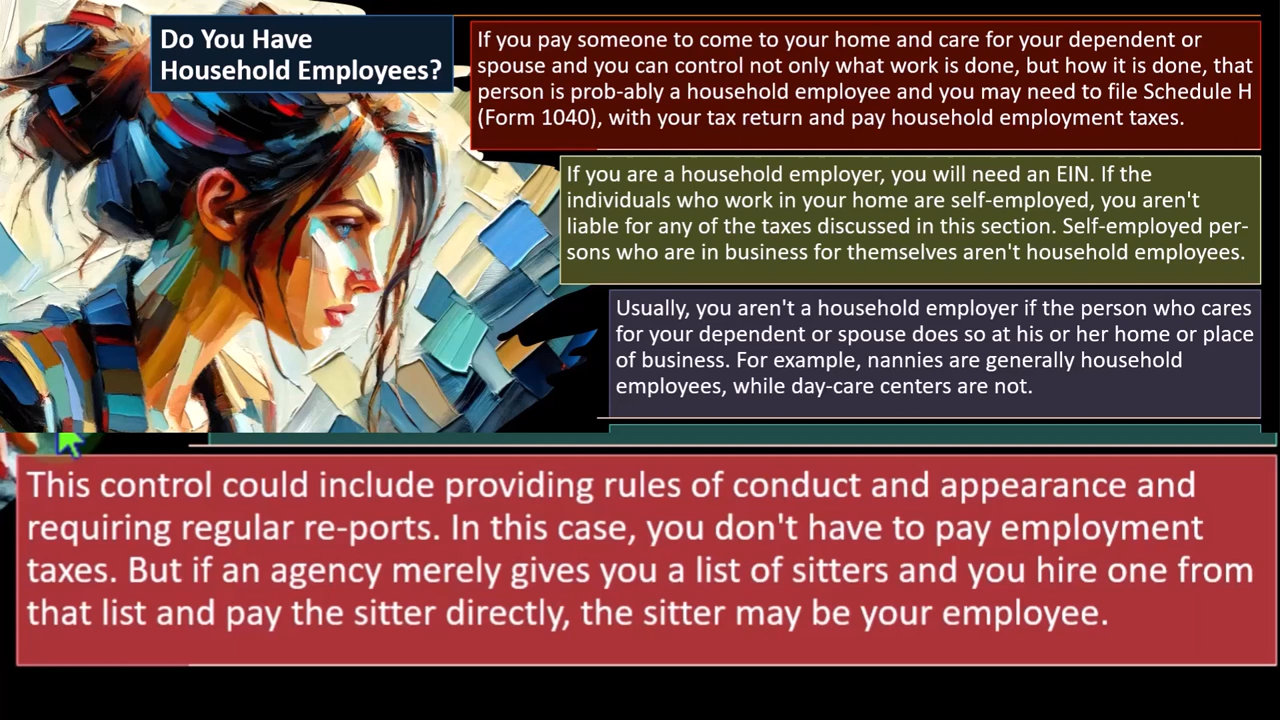 Do You Have
Household Employees?
If you pay someone to come to your home and care for your dependent or
spouse and you can control not only what work is done, but how it is done, that
person is prob-ably a household employee and you may need to file Schedule H
(Form 1040), with your tax return and pay household employment taxes.
If you are a household employer, you will need an EIN. If the
individuals who work in your home are self-employed, you aren't
liable for any of the taxes discussed in this section. Self-employed per-
sons who are in business for themselves aren't household employees.
Usually, you aren't a household employer if the person who cares
for your dependent or spouse does so at his or her home or place
of business. For example, nannies are generally household
employees, while day-care centers are not.
This control could include providing rules of conduct and appearance and
requiring regular re-ports. In this case, you don't have to pay employment
taxes. But if an agency merely gives you a list of sitters and you hire one from
that list and pay the sitter directly, the sitter may be your employee.